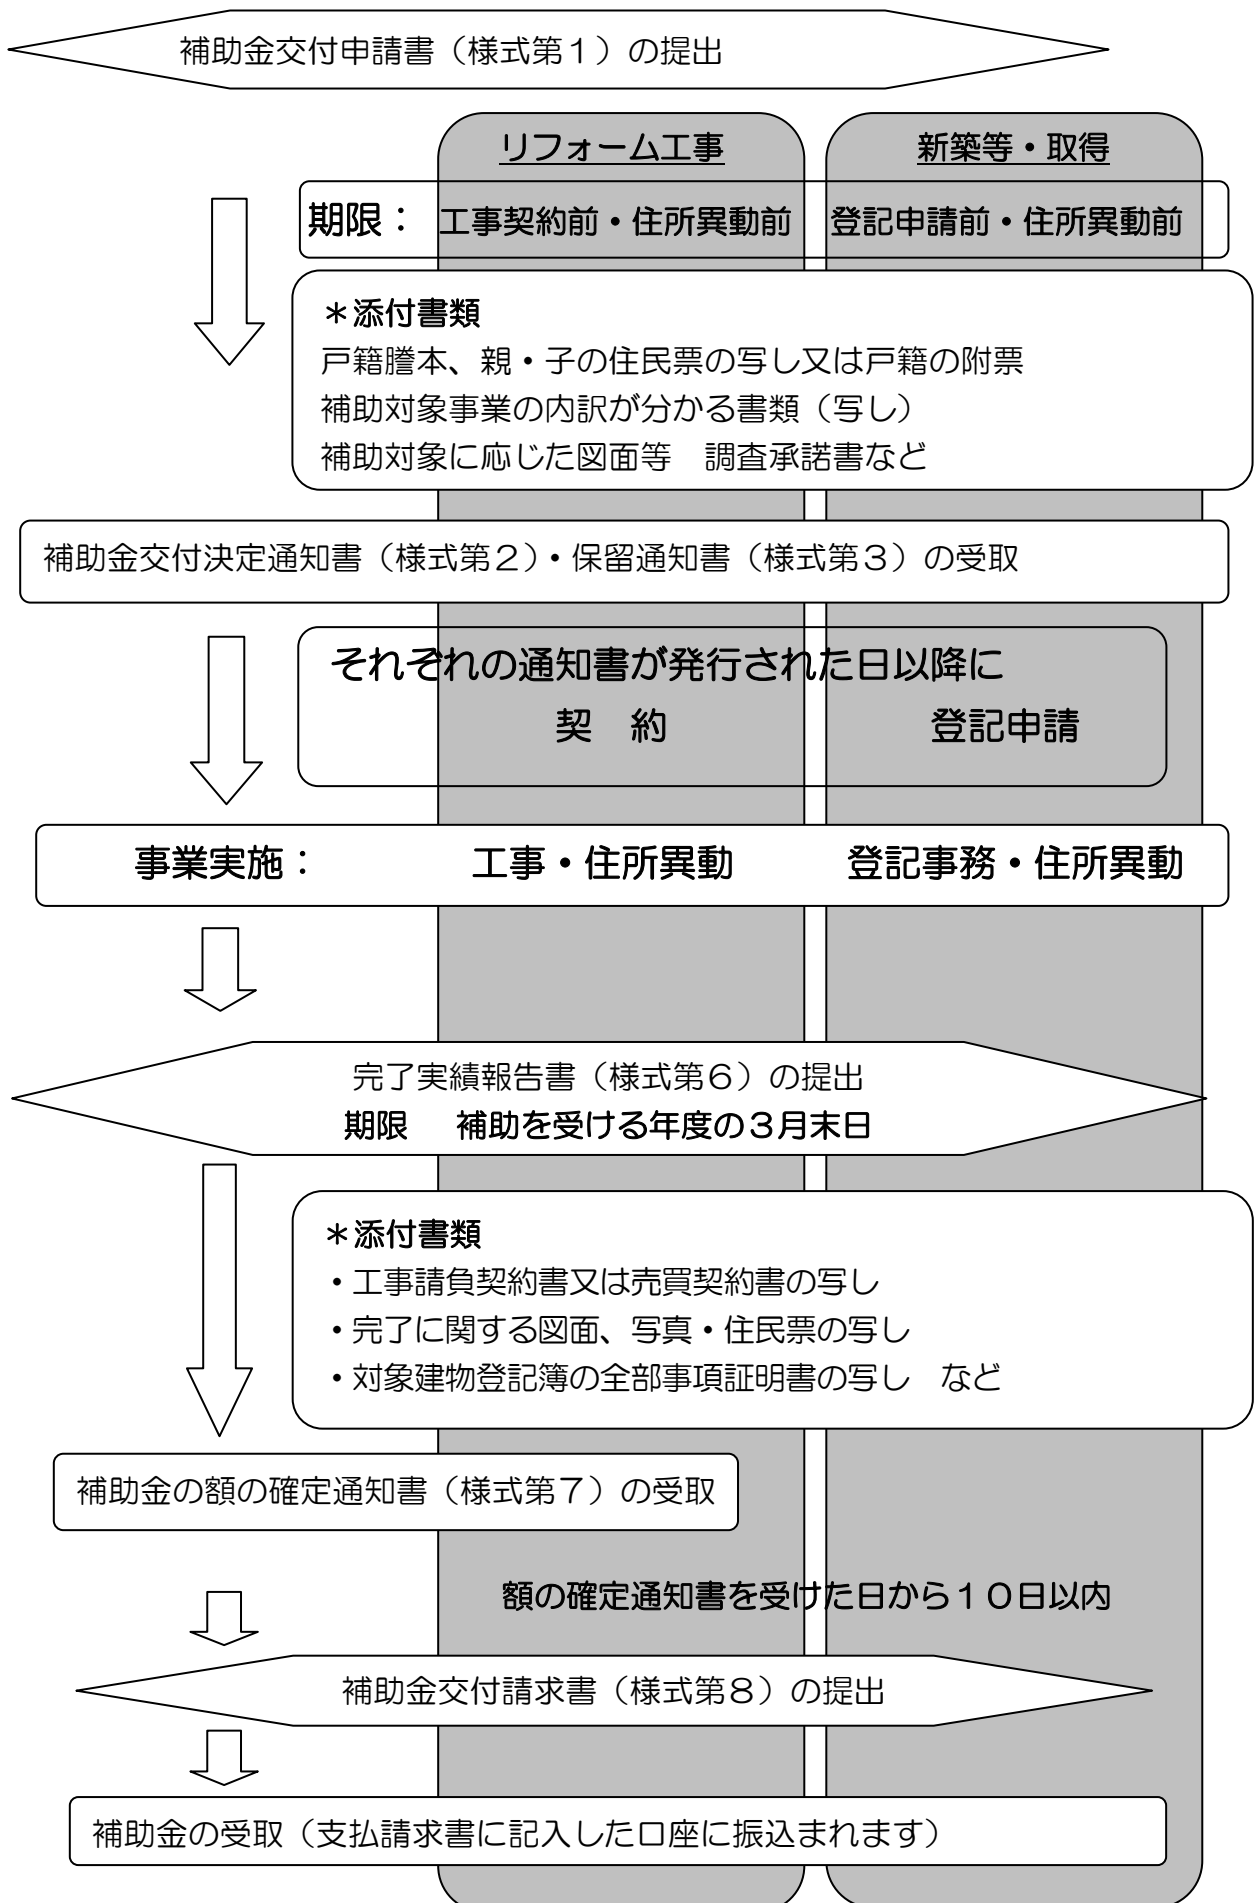 補助金交付申請書（様式第１）の提出
リフォーム工事　新築等・取得
期限：　工事契約前・住所異動前　登記申請前・住所異動前
＊添付書類
戸籍謄本、親・子の住民票の写し又は戸籍の附票
補助対象事業の内訳が分かる書類（写し）
補助対象に応じた図面等　調査承諾書など
補助金交付決定通知書（様式第２）・保留通知書（様式第３）の受取
それぞれの通知書が発行された日以降に
契　約　登記申請
事業実施：　工事・住所異動　登記事務・住所異動
完了実績報告書（様式第６）の提出
期限　補助を受ける年度の３月末日
＊添付書類
・工事請負契約書又は売買契約書の写し
・完了に関する図面、写真・住民票の写し
・対象建物登記簿の全部事項証明書の写し　など
補助金の額の確定通知書（様式第７）の受取
額の確定通知書を受けた日から１０日以内
補助金交付請求書（様式第８）の提出
補助金の受取（支払請求書に記入した口座に振込まれます）